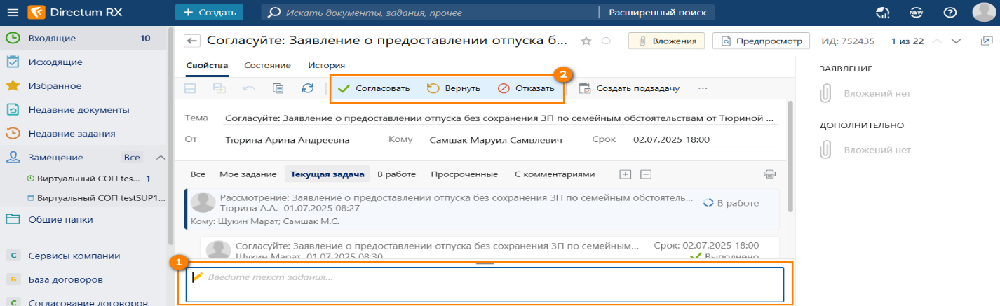 Directum RX
+ Создать
Искать документы, задания, прочее
Расширенный поиск
NEW
Входящие 10
Исходящие
Избранное
Недавние документы
Недавние задания
Замещение Все
Виртуальный СОП tes... 1
Виртуальный СОП testSUP1...
Общие папки
С Сервисы компании
Б База договоров
С Согласование договоров
Согласуйте: Заявление о предоставлении отпуска б...
Вложения
Предпросмотр
ИД: 752435
1 из 22
Свойства Состояние История
2
Согласовать Вернуть Отказать Создать подзадачу ...
Тема Согласуйте: Заявление о предоставлении отпуска без сохранения ЗП по семейным обстоятельствам от Тюриной ...
От Тюрина Арина Андреевна Кому Самшак Маруил Самвлевич Срок 02.07.2025 18:00
Все Мое задание Текущая задача В работе Просроченные С комментариями
Рассмотрение: Заявление о предоставлении отпуска без сохранения ЗП по семейным обстоятель...
Тюрина А.А. 01.07.2025 08:27
В работе
Кому: Щукин Марат; Самшак М.С.
Согласуйте: Заявление о предоставлении отпуска без сохранения ЗП по семейным... Срок: 02.07.2025 18:00
Щукин Марат 01.07.2025 08:30 Выполнено
1
Введите текст задания...
ЗАЯВЛЕНИЕ
Вложений нет
ДОПОЛНИТЕЛЬНО
Вложений нет